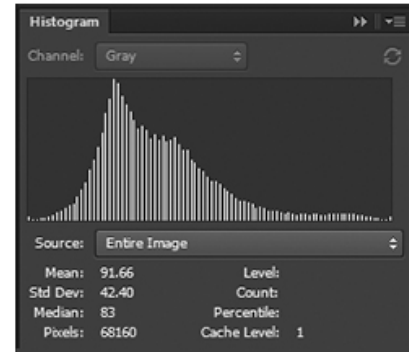 Histogram
Channel: Gray
Source: Entire Image
Mean: 91.66 Level:
Std Dev: 42.40 Count:
Median: 83 Percentile:
Pixels: 68160 Cache Level: 1